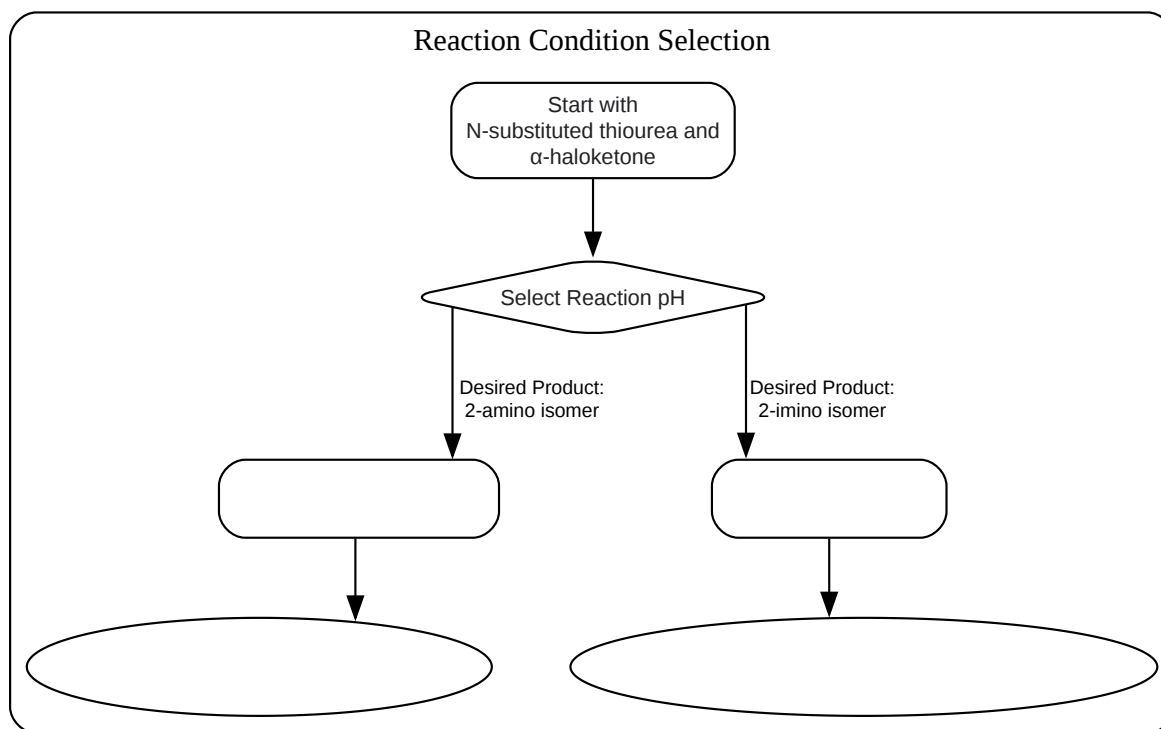 Reaction Condition Selection
Start with
N-substituted thiourea and
α-haloketone
Select Reaction pH
Desired Product:
2-amino isomer
Desired Product:
2-imino isomer